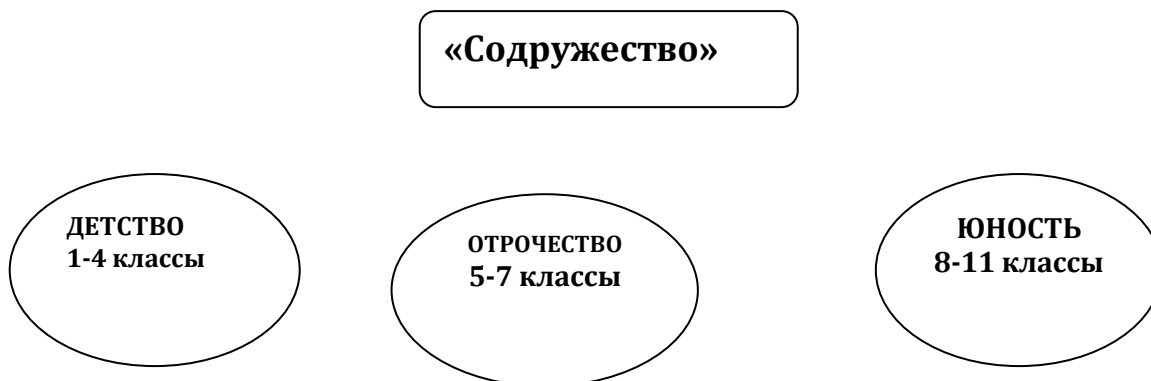 «Содружество»
ДЕТСТВО
1-4 классы
ОТРОЧЕСТВО
5-7 классы
ЮНОСТЬ
8-11 классы